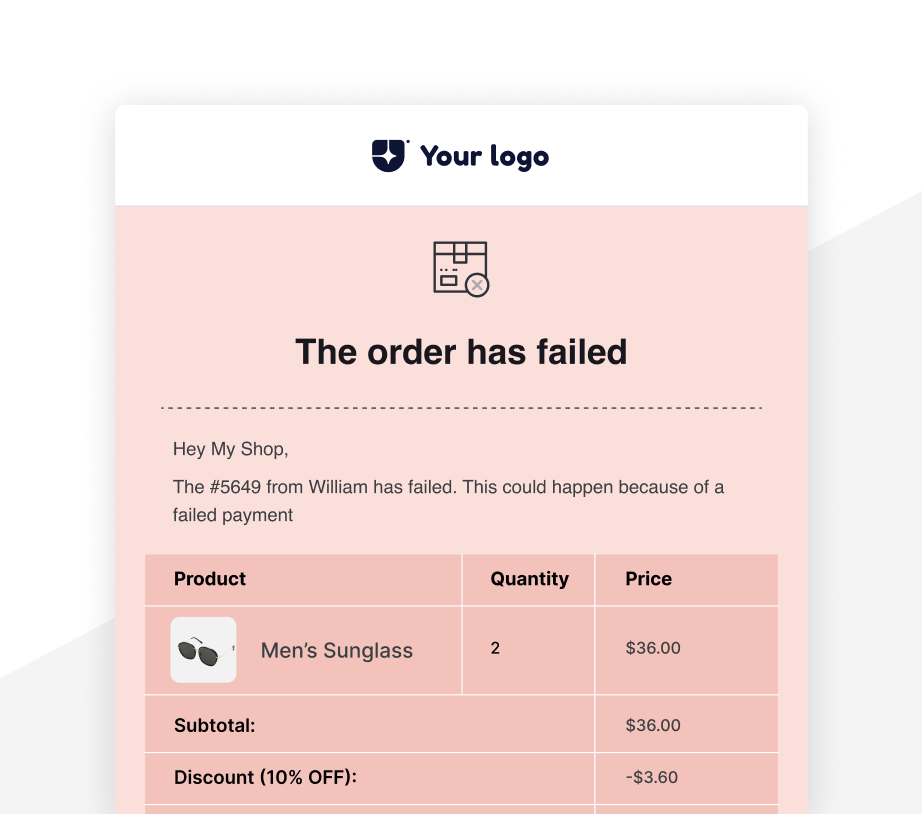 Your logo
The order has failed
Hey My Shop,
The #5649 from William has failed. This could happen because of a
failed payment
Product Quantity Price
Men’s Sunglass 2 $36.00
Subtotal: $36.00
Discount (10% OFF): -$3.60